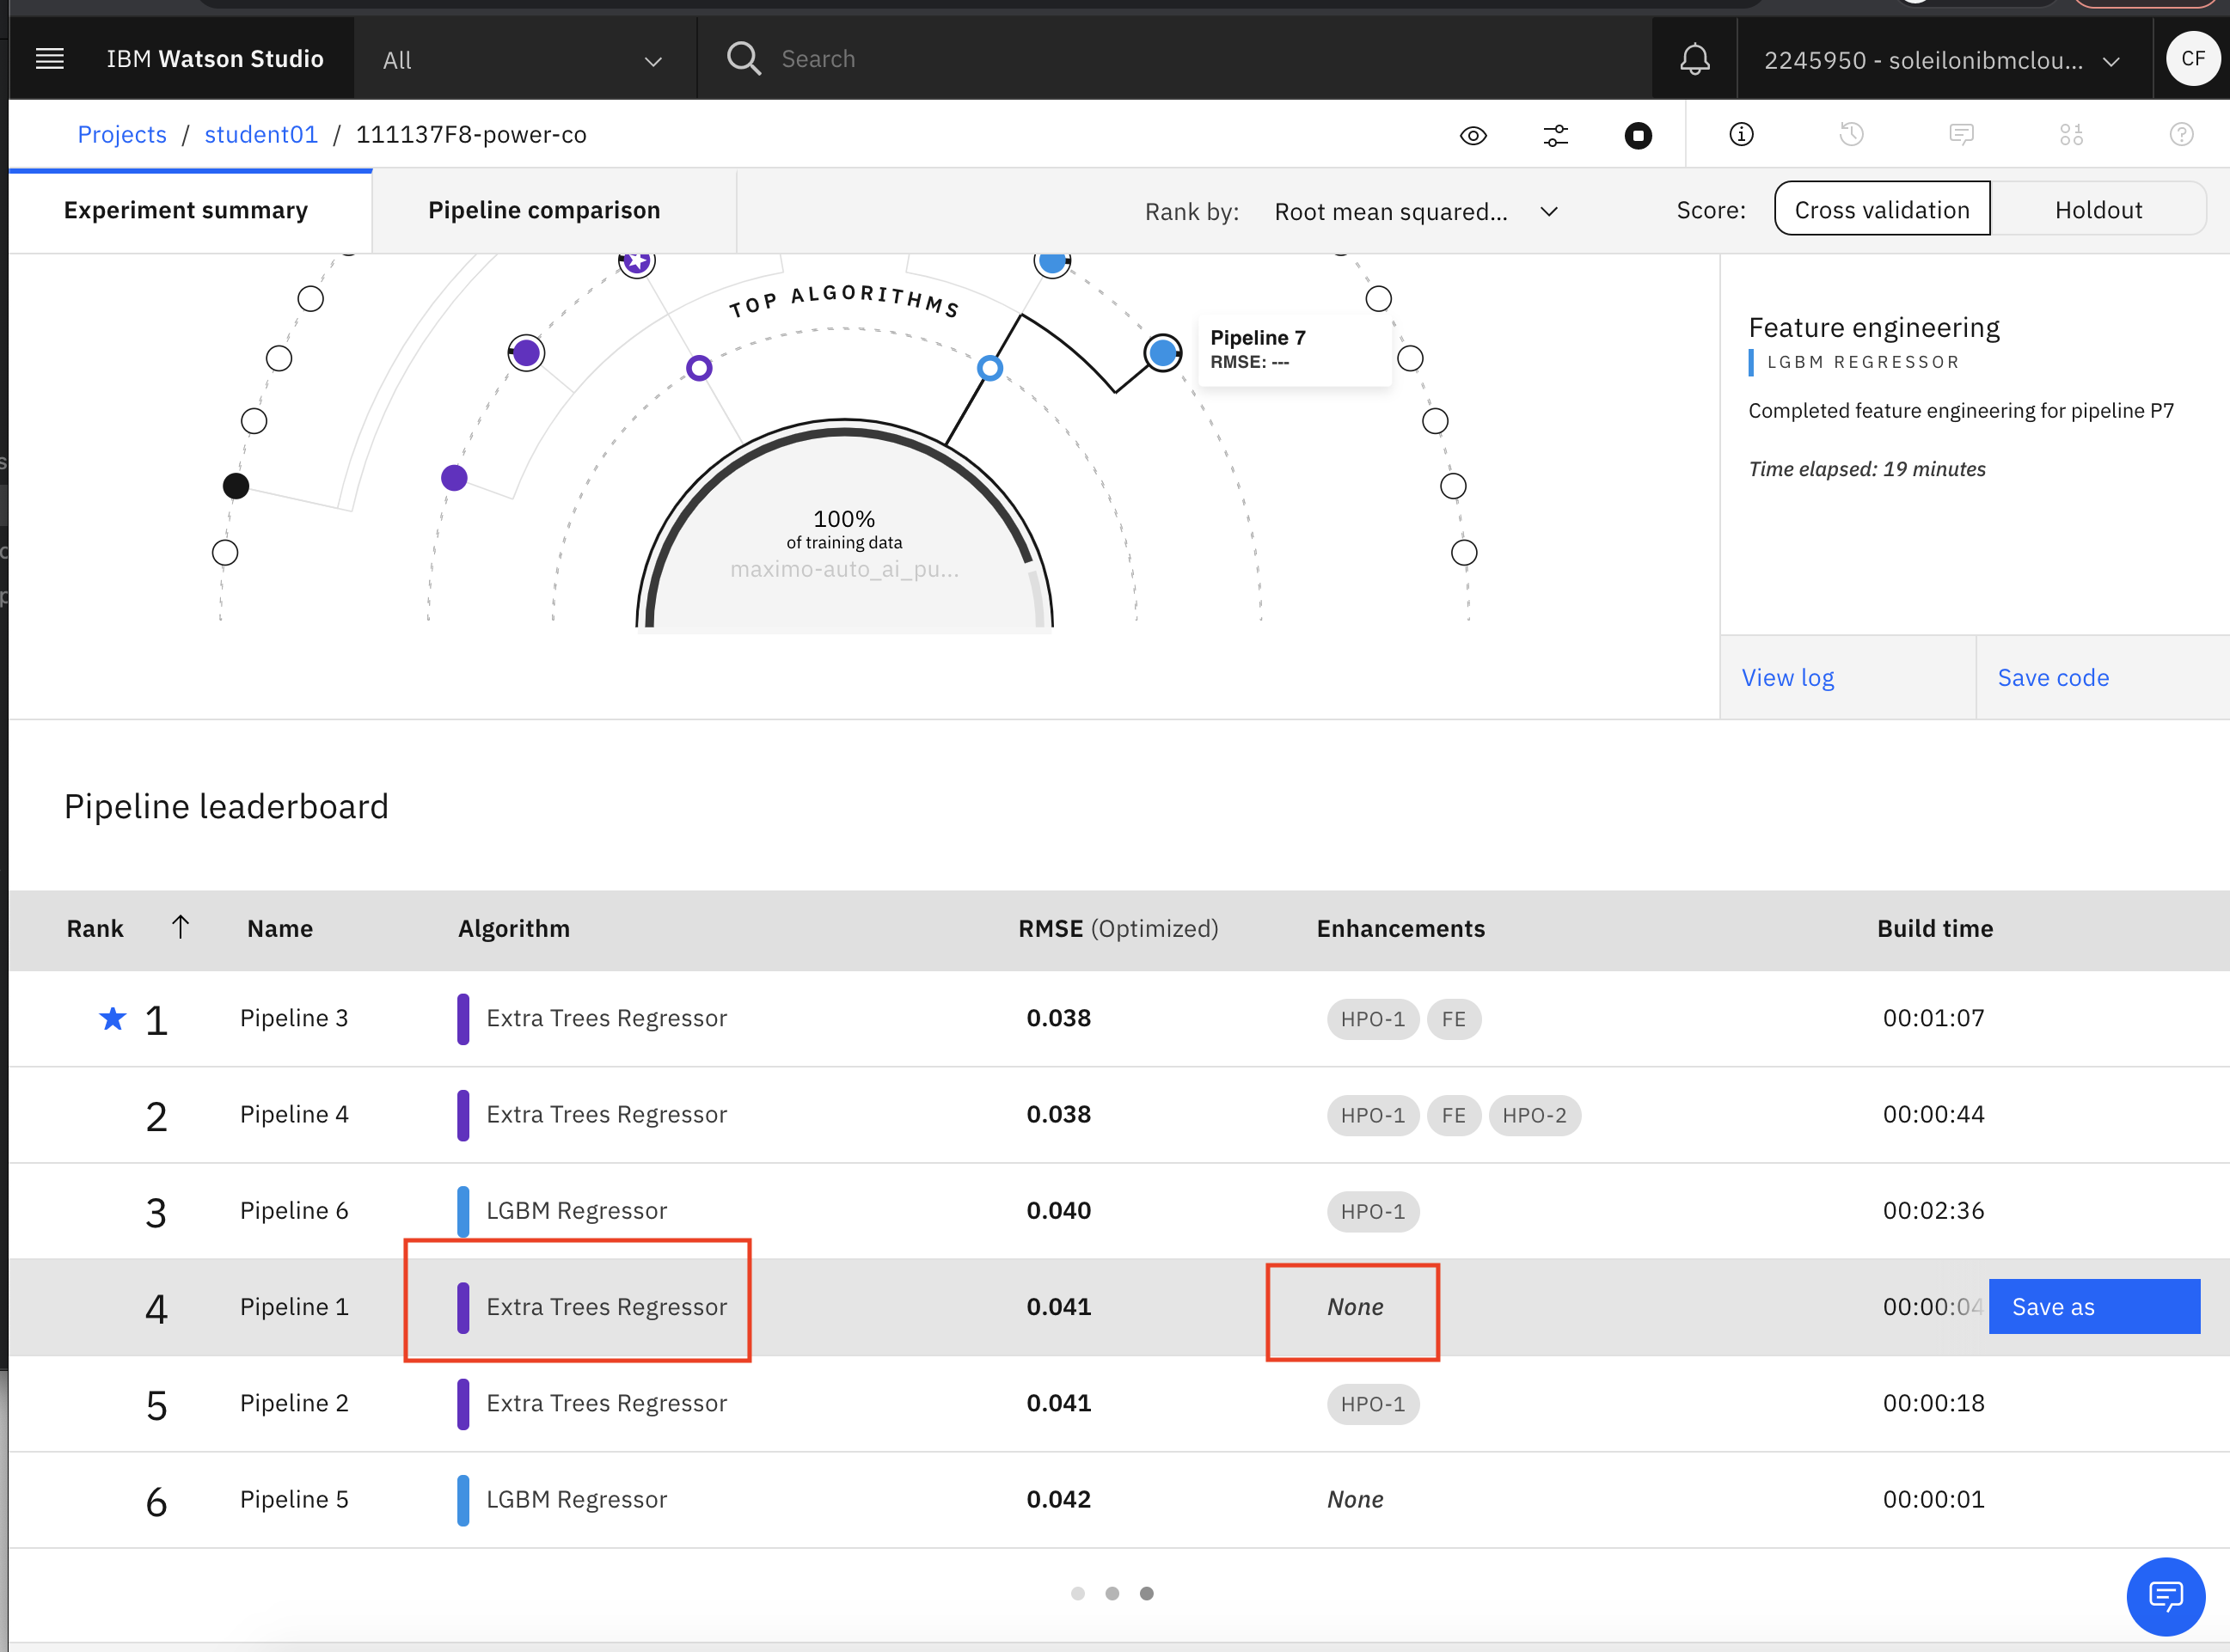 IBM Watson Studio
All
Search
2245950 - soleilonibmclou...
CF
Projects / student01 / 111137F8-power-co
Experiment summary
Pipeline comparison
Rank by: Root mean squared...
Score: Cross validation Holdout
TOP ALGORITHMS
Pipeline 7
RMSE: ---
100%
of training data
maximo-auto_ai_pu...
Feature engineering
LGBM REGRESSOR
Completed feature engineering for pipeline P7
Time elapsed: 19 minutes
View log
Save code
Pipeline leaderboard
Rank Name Algorithm RMSE (Optimized) Enhancements Build time
1 Pipeline 3 Extra Trees Regressor 0.038 HPO-1 FE 00:01:07
2 Pipeline 4 Extra Trees Regressor 0.038 HPO-1 FE HPO-2 00:00:44
3 Pipeline 6 LGBM Regressor 0.040 HPO-1 00:02:36
4 Pipeline 1 Extra Trees Regressor 0.041 None 00:00:04 Save as
5 Pipeline 2 Extra Trees Regressor 0.041 HPO-1 00:00:18
6 Pipeline 5 LGBM Regressor 0.042 None 00:00:01